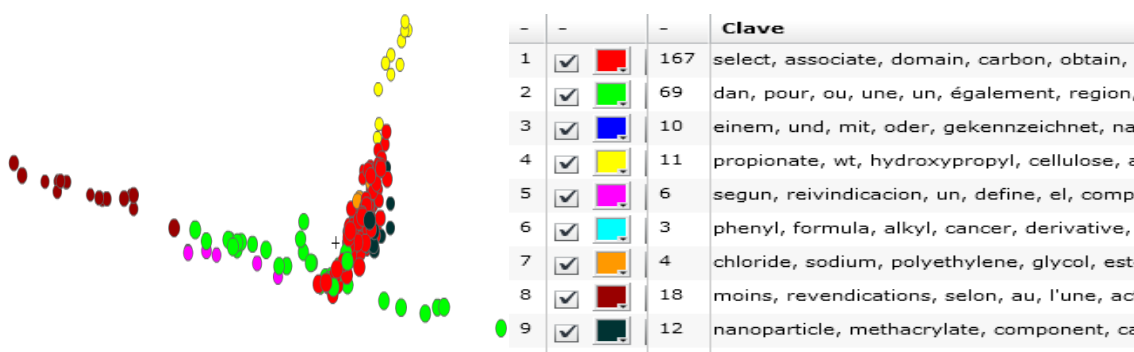 - - - Clave
1 167 select, associate, domain, carbon, obtain,
2 69 dan, pour, ou, une, un, également, region,
3 10 einem, und, mit, oder, gekennzeichnet, na
4 11 propionate, wt, hydroxypropyl, cellulose, a
5 6 segun, reivindicacion, un, define, el, comp
6 3 phenyl, formula, alkyl, cancer, derivative,
7 4 chloride, sodium, polyethylene, glycol, est
8 18 moins, revendications, selon, au, l'une, act
9 12 nanoparticle, methacrylate, component, ca